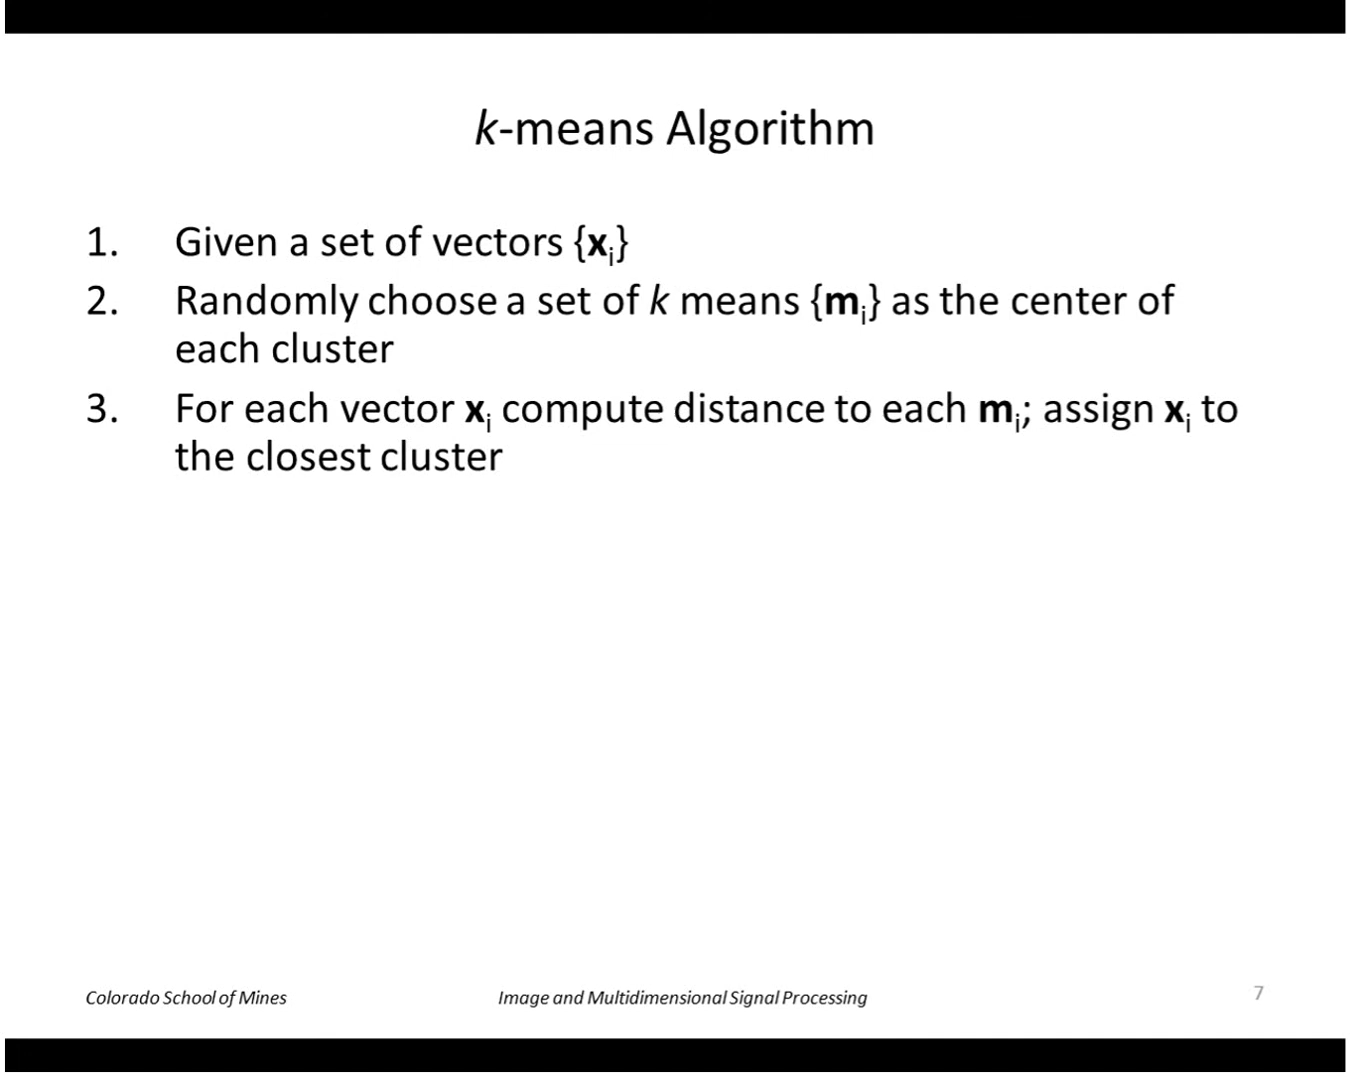 k-means Algorithm
1. Given a set of vectors {xᵢ}
2. Randomly choose a set of k means {mᵢ} as the center of
each cluster
3. For each vector xᵢ compute distance to each mᵢ; assign xᵢ to
the closest cluster
Colorado School of Mines Image and Multidimensional Signal Processing 7